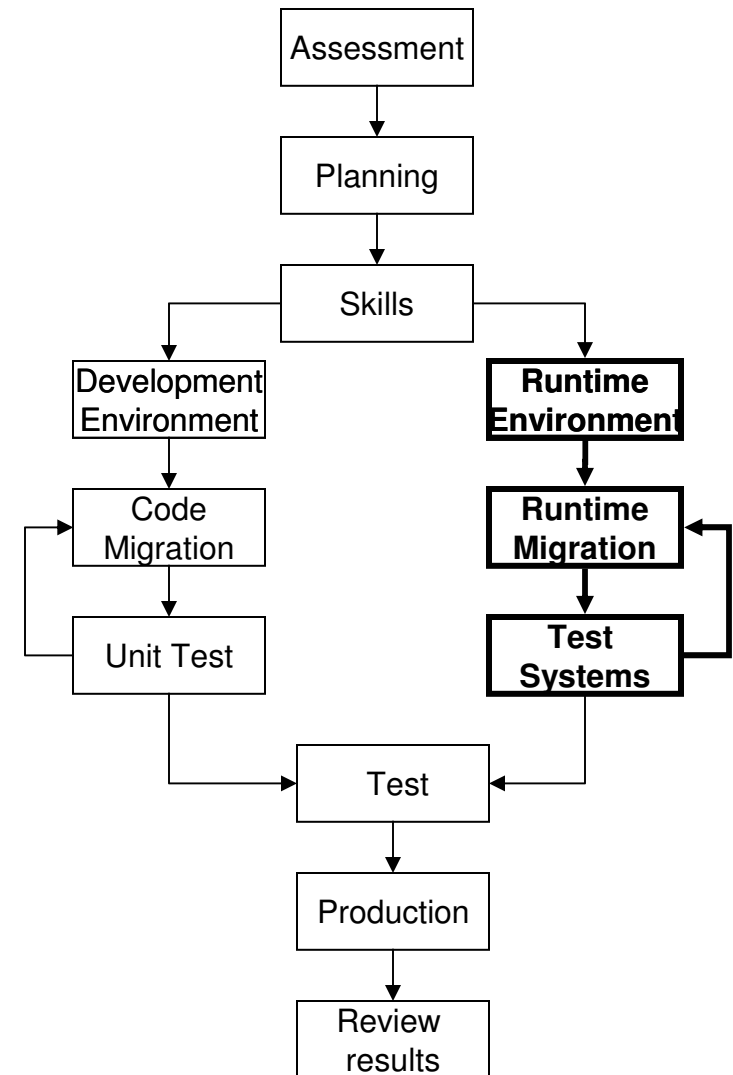 Assessment
Planning
Skills
Development
Environment
Runtime
Environment
Code
Migration
Runtime
Migration
Unit Test
Test
Systems
Test
Production
Review
results